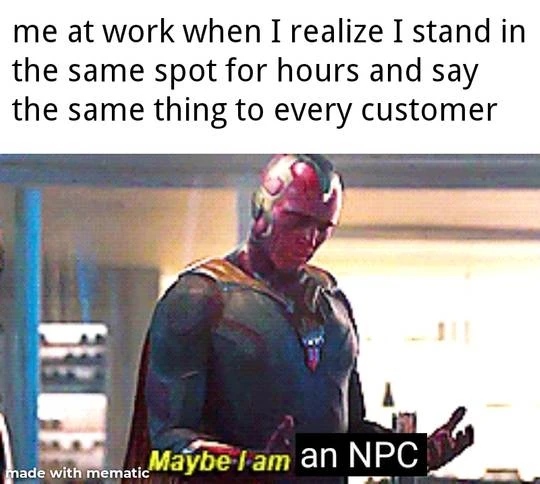 me at work when I realize I stand in
the same spot for hours and say
the same thing to every customer
Maybe I am an NPC
made with mematic